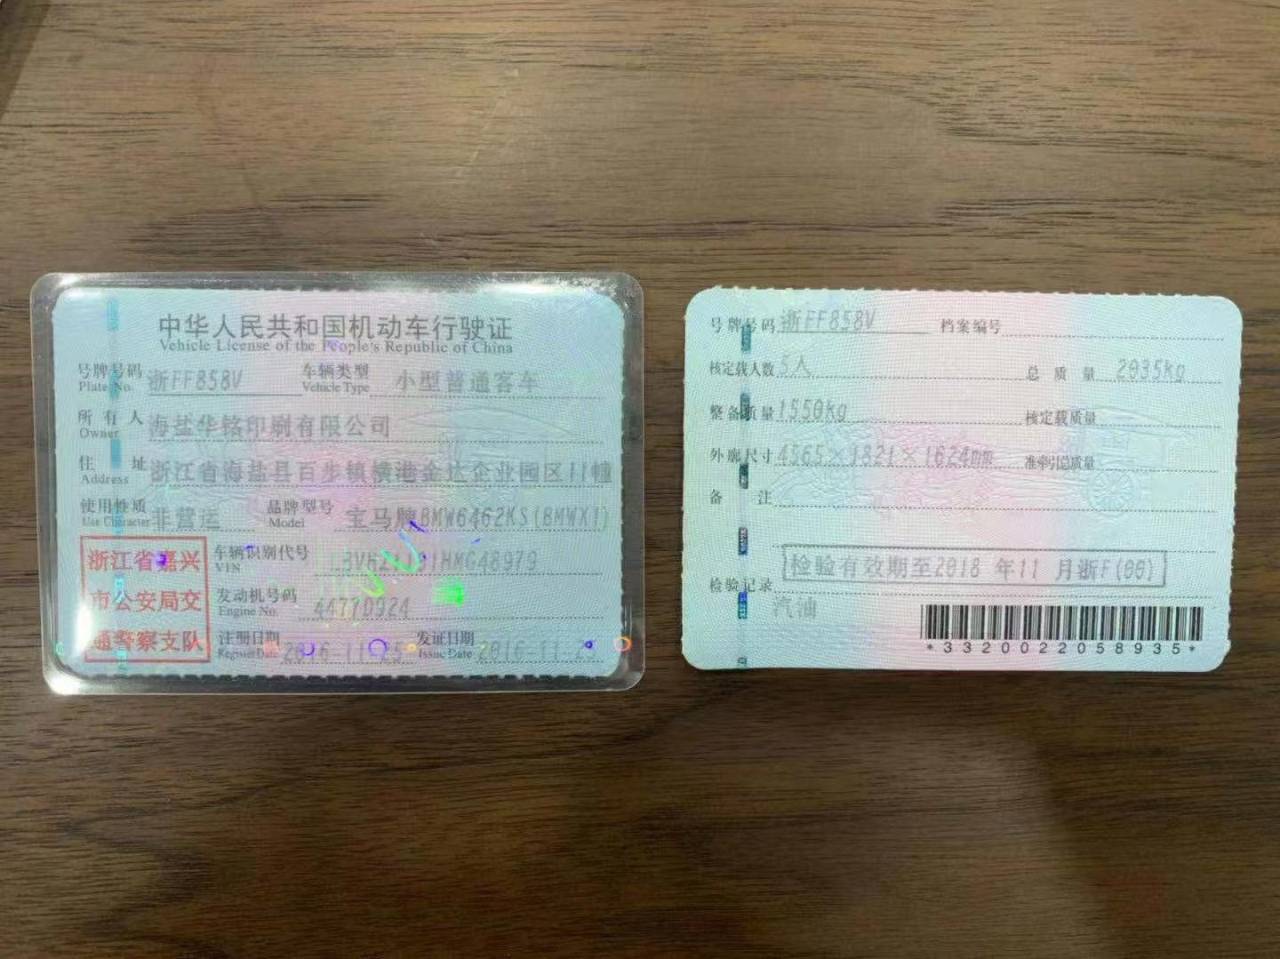 中华人民共和国机动车行驶证
Vehicle License of the People's Republic of China
号牌号码 浙FF858V 车辆类型 小型普通客车
Plate No. Vehicle Type
所有人 海盐华铭印刷有限公司
Owner
住址 浙江省海盐县百步镇横港金达企业园区11幢
Address
使用性质 非营运 品牌型号 宝马牌BMW6462KS(BMWX1)
Use Character Model
浙江省嘉兴
市公安局交
通警察支队
车辆识别代号
VIN
发动机号码 4477D924
Engine No.
注册日期 2016-11-25 发证日期 2016-11-2
Register Date Issue Date
号牌号码 浙FF858V 档案编号
核定载人数 5人 总质量 2035kg
整备质量 1550kg 核定载质量
外廓尺寸 4565×1821×1624mm 准牵引总质量
备注
检验有效期至2018 年11 月浙F(00)
检验记录
汽油
*3320022058935*